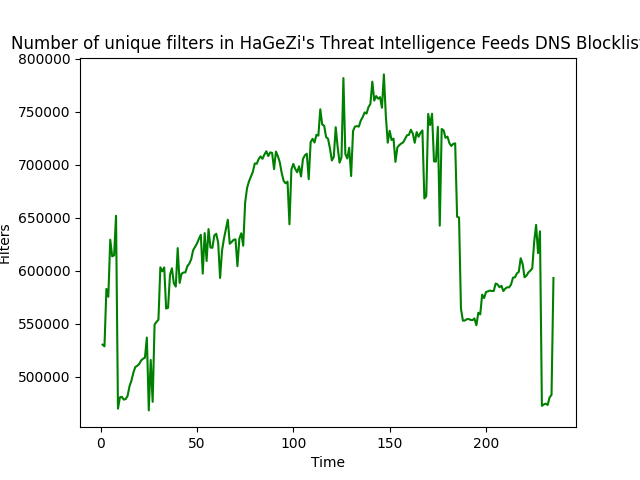 Number of unique filters in HaGeZi's Threat Intelligence Feeds DNS Blocklis
800000
750000
700000
650000
600000
550000
500000
Filters
0 50 100 150 200
Time